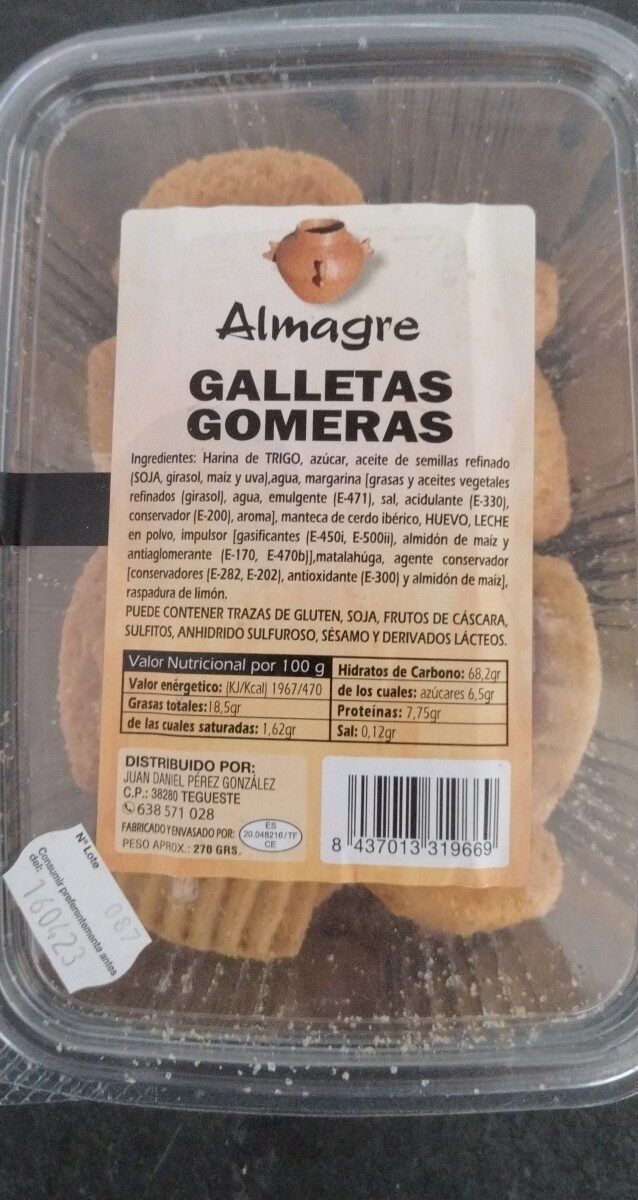 Almagre
GALLETAS
GOMERAS
Ingredientes: Harina de TRIGO, azúcar, aceite de semillas refinado
(SOJA, girasol, maíz y uva),agua, margarina [grasas y aceites vegetales
refinados (girasol), agua, emulgente (E-471), sal, acidulante (E-330),
conservador (E-200), aroma], manteca de cerdo ibérico, HUEVO, LECHE
en polvo, impulsor [gasificantes (E-450i, E-500ii), almidón de maíz y
antiaglomerante (E-170, E-470b)],matalahúga, agente conservador
[conservadores (E-282, E-202), antioxidante (E-300) y almidón de maíz],
raspadura de limón.
PUEDE CONTENER TRAZAS DE GLUTEN, SOJA, FRUTOS DE CÁSCARA,
SULFITOS, ANHIDRIDO SULFUROSO, SÉSAMO Y DERIVADOS LÁCTEOS.
Valor Nutricional por 100 g
Valor enérgetico: (KJ/Kcal) 1967/470
Grasas totales:18,5gr
de las cuales saturadas: 1,62gr
Hidratos de Carbono: 68,2gr
de los cuales: azúcares 6,5gr
Proteínas: 7,75gr
Sal: 0,12gr
DISTRIBUIDO POR:
JUAN DANIEL PÉREZ GONZÁLEZ
C.P.: 38280 TEGUESTE
638 571 028
FABRICADO Y ENVASADO POR:
ES
20.048216/TF
CE
PESO APROX.: 270 GRS.
8 437013 319669
Nº Lote 087
Consumir preferentemente antes
del: 160423